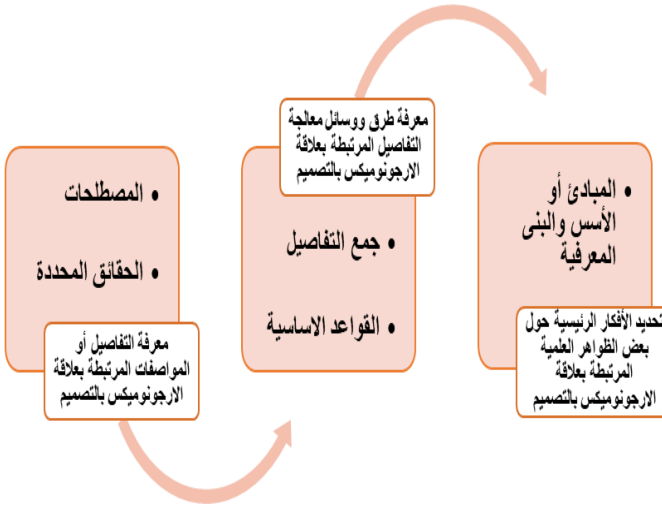 • المصطلحات
• الحقائق المحددة
معرفة التفاصيل أو
المواصفات المرتبطة بعلاقة
الارجونوميكس بالتصميم
معرفة طرق ووسائل معالجة
التفاصيل المرتبطة بعلاقة
الارجونوميكس بالتصميم
• جمع التفاصيل
• القواعد الاساسية
• المبادئ أو
الأسس والبنى
المعرفية
تحديد الأفكار الرئيسية حول
بعض الظواهر العلمية
المرتبطة بعلاقة
الارجونوميكس بالتصميم